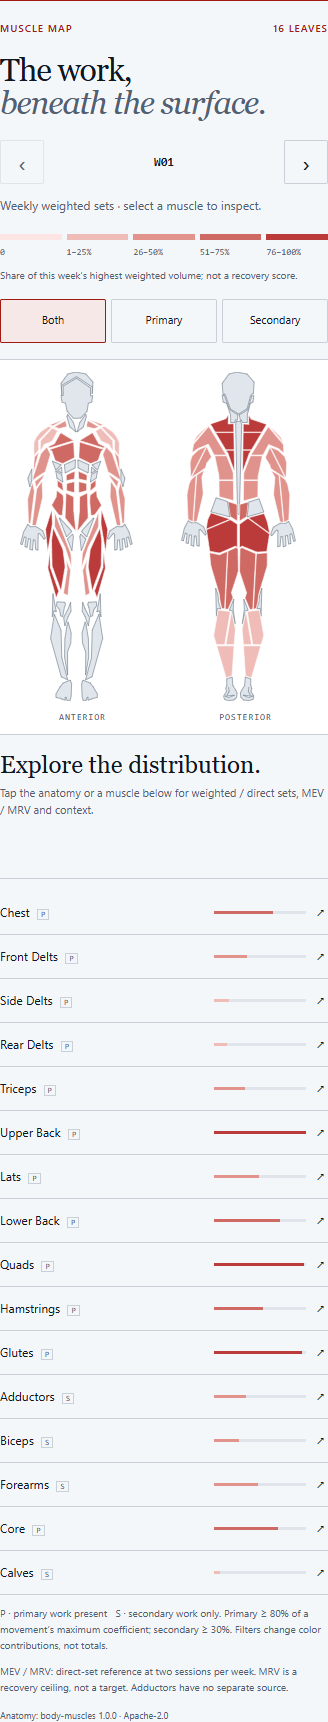 MUSCLE MAP
16 LEAVES
The work,
beneath the surface.
‹
W01
›
Weekly weighted sets · select a muscle to inspect.
0
1–25%
26–50%
51–75%
76–100%
Share of this week's highest weighted volume; not a recovery score.
Both
Primary
Secondary
ANTERIOR
POSTERIOR
Explore the distribution.
Tap the anatomy or a muscle below for weighted / direct sets, MEV
/ MRV and context.
Chest P ↗
Front Delts P ↗
Side Delts P ↗
Rear Delts P ↗
Triceps P ↗
Upper Back P ↗
Lats P ↗
Lower Back P ↗
Quads P ↗
Hamstrings P ↗
Glutes P ↗
Adductors S ↗
Biceps S ↗
Forearms S ↗
Core P ↗
Calves S ↗
P · primary work present S · secondary work only. Primary ≥ 80% of a
movement's maximum coefficient; secondary ≥ 30%. Filters change color
contributions, not totals.
MEV / MRV: direct-set reference at two sessions per week. MRV is a
recovery ceiling, not a target. Adductors have no separate source.
Anatomy: body-muscles 1.0.0 · Apache-2.0